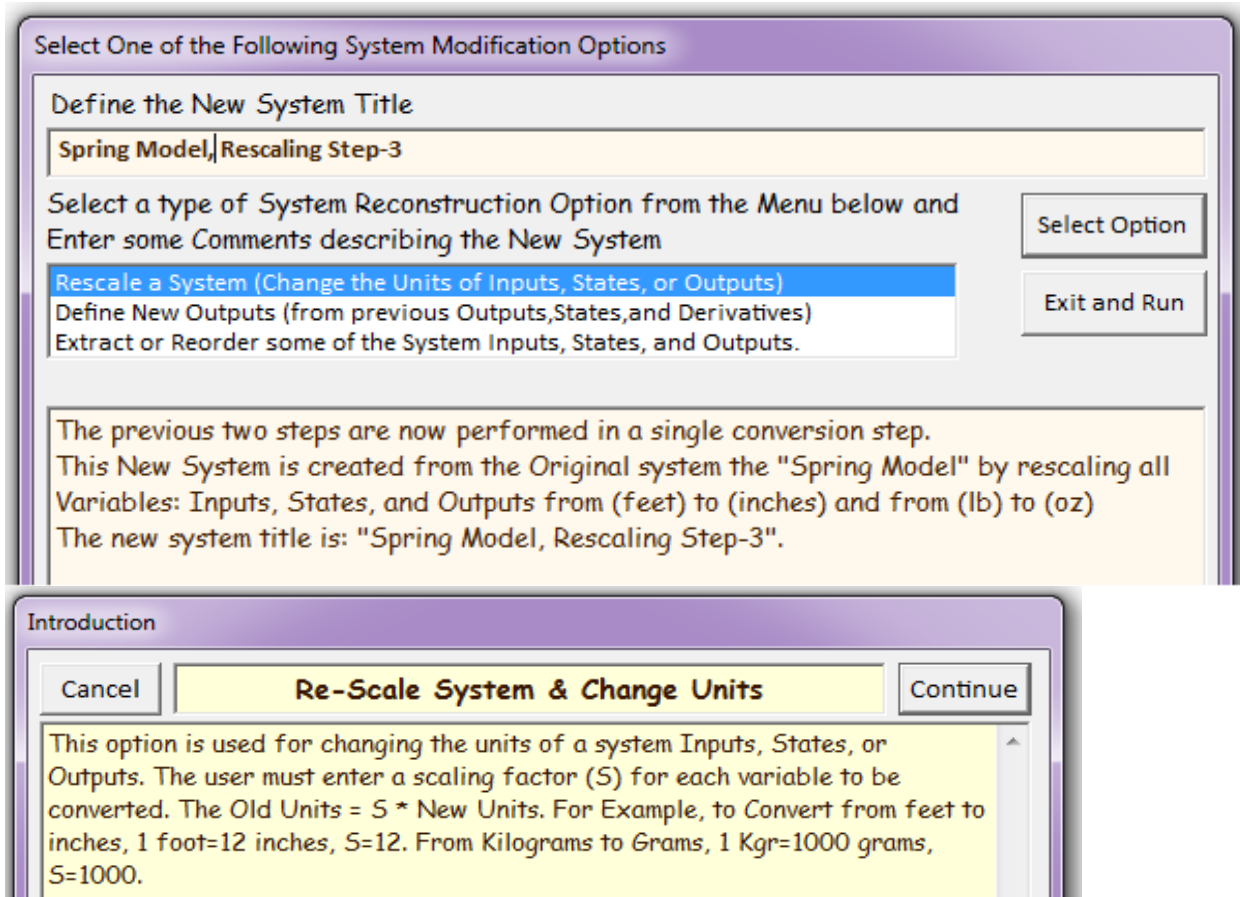 Select One of the Following System Modification Options
Define the New System Title
Spring Model, Rescaling Step-3
Select a type of System Reconstruction Option from the Menu below and
Enter some Comments describing the New System
Select Option
Rescale a System (Change the Units of Inputs, States, or Outputs)
Define New Outputs (from previous Outputs,States,and Derivatives)
Extract or Reorder some of the System Inputs, States, and Outputs.
Exit and Run
The previous two steps are now performed in a single conversion step.
This New System is created from the Original system the "Spring Model" by rescaling all
Variables: Inputs, States, and Outputs from (feet) to (inches) and from (lb) to (oz)
The new system title is: "Spring Model, Rescaling Step-3".
Introduction
Cancel
Re-Scale System & Change Units
Continue
This option is used for changing the units of a system Inputs, States, or
Outputs. The user must enter a scaling factor (S) for each variable to be
converted. The Old Units = S * New Units. For Example, to Convert from feet to
inches, 1 foot=12 inches, S=12. From Kilograms to Grams, 1 Kgr=1000 grams,
S=1000.